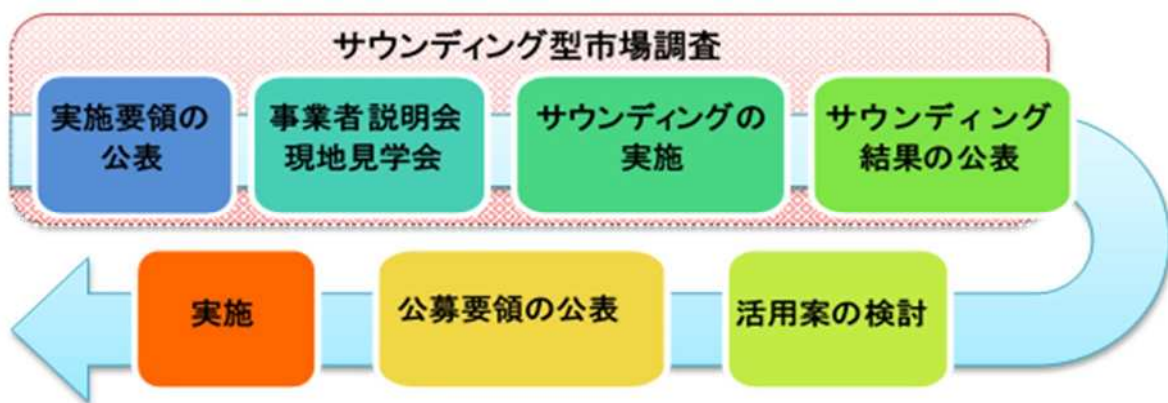 サウンディング型市場調査
実施要領の
公表
事業者説明会
現地見学会
サウンディングの
実施
サウンディング
結果の公表
活用案の検討
公募要領の公表
実施